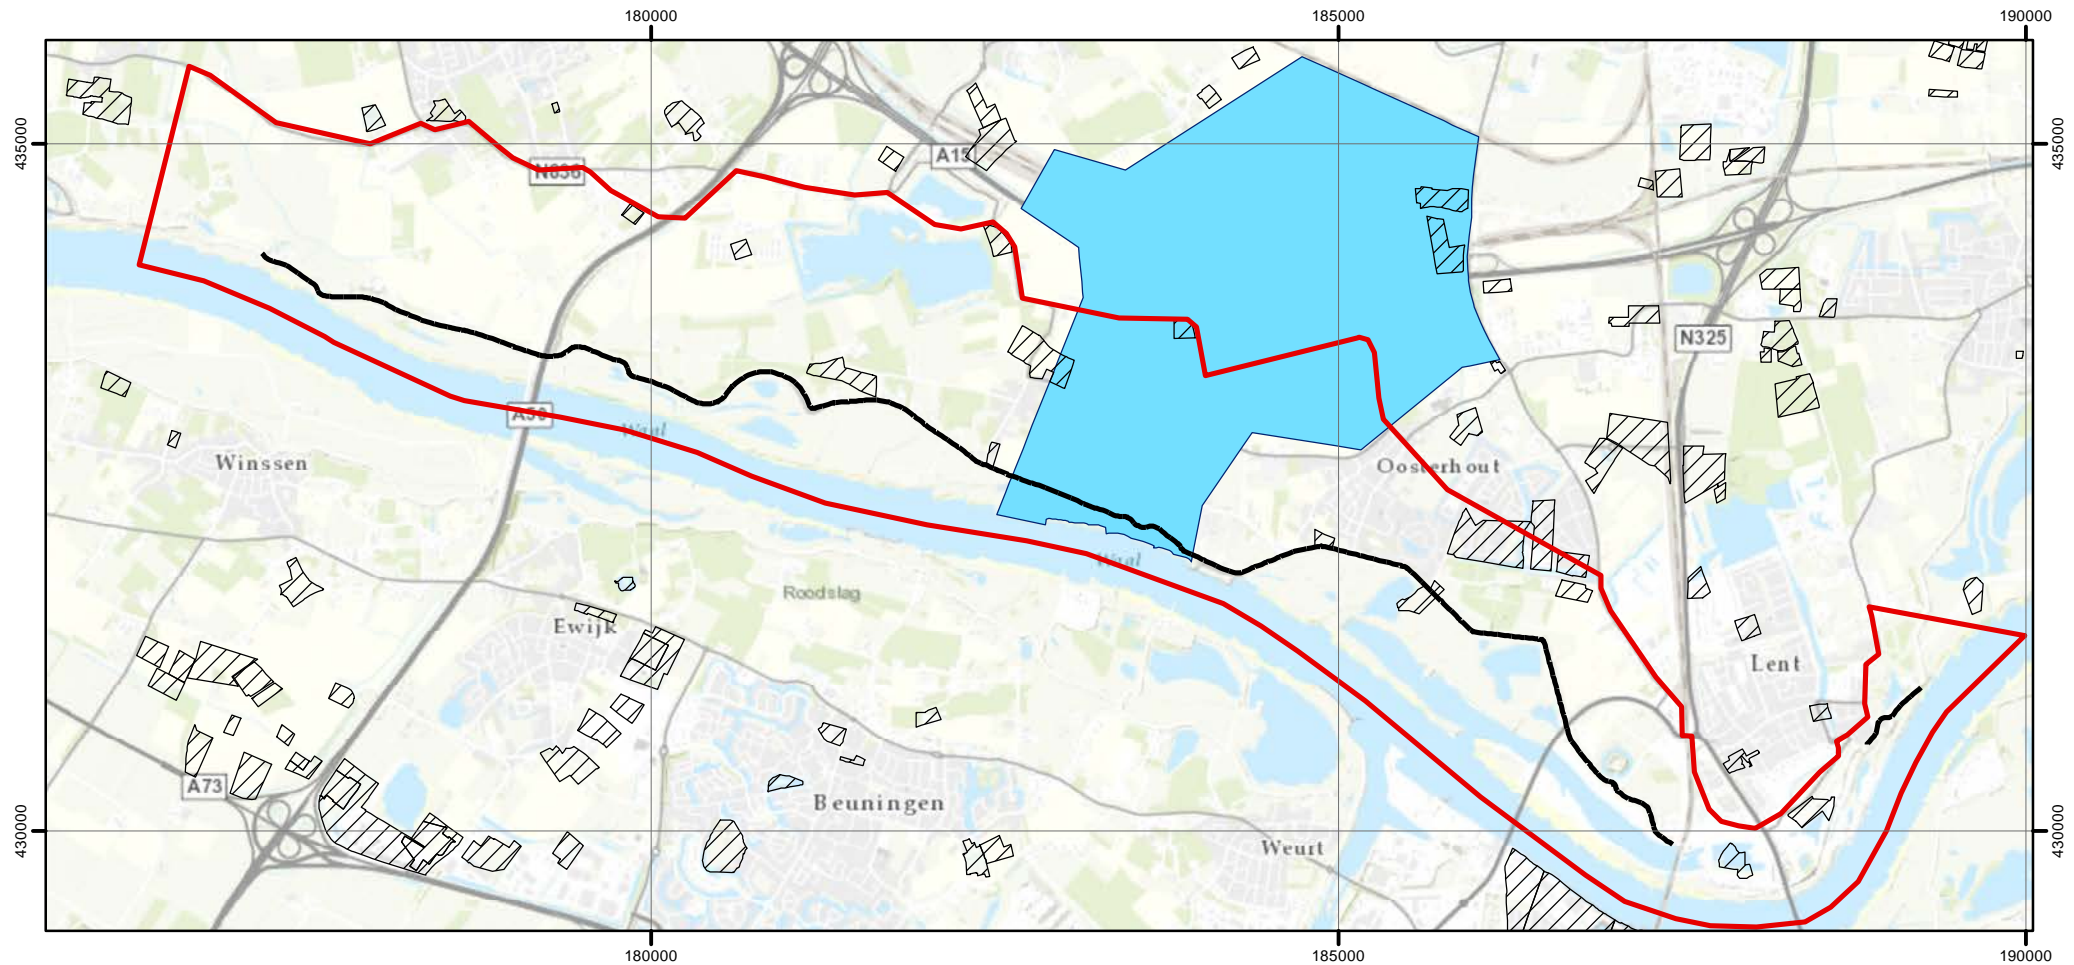 180000
185000
190000
435000
435000
A15
N836
N325
A50
Waal
Winssen
Oosterhout
Waal
Roodslag
Ewijk
Lent
A73
Beuningen
430000
430000
Weurt
180000
185000
190000